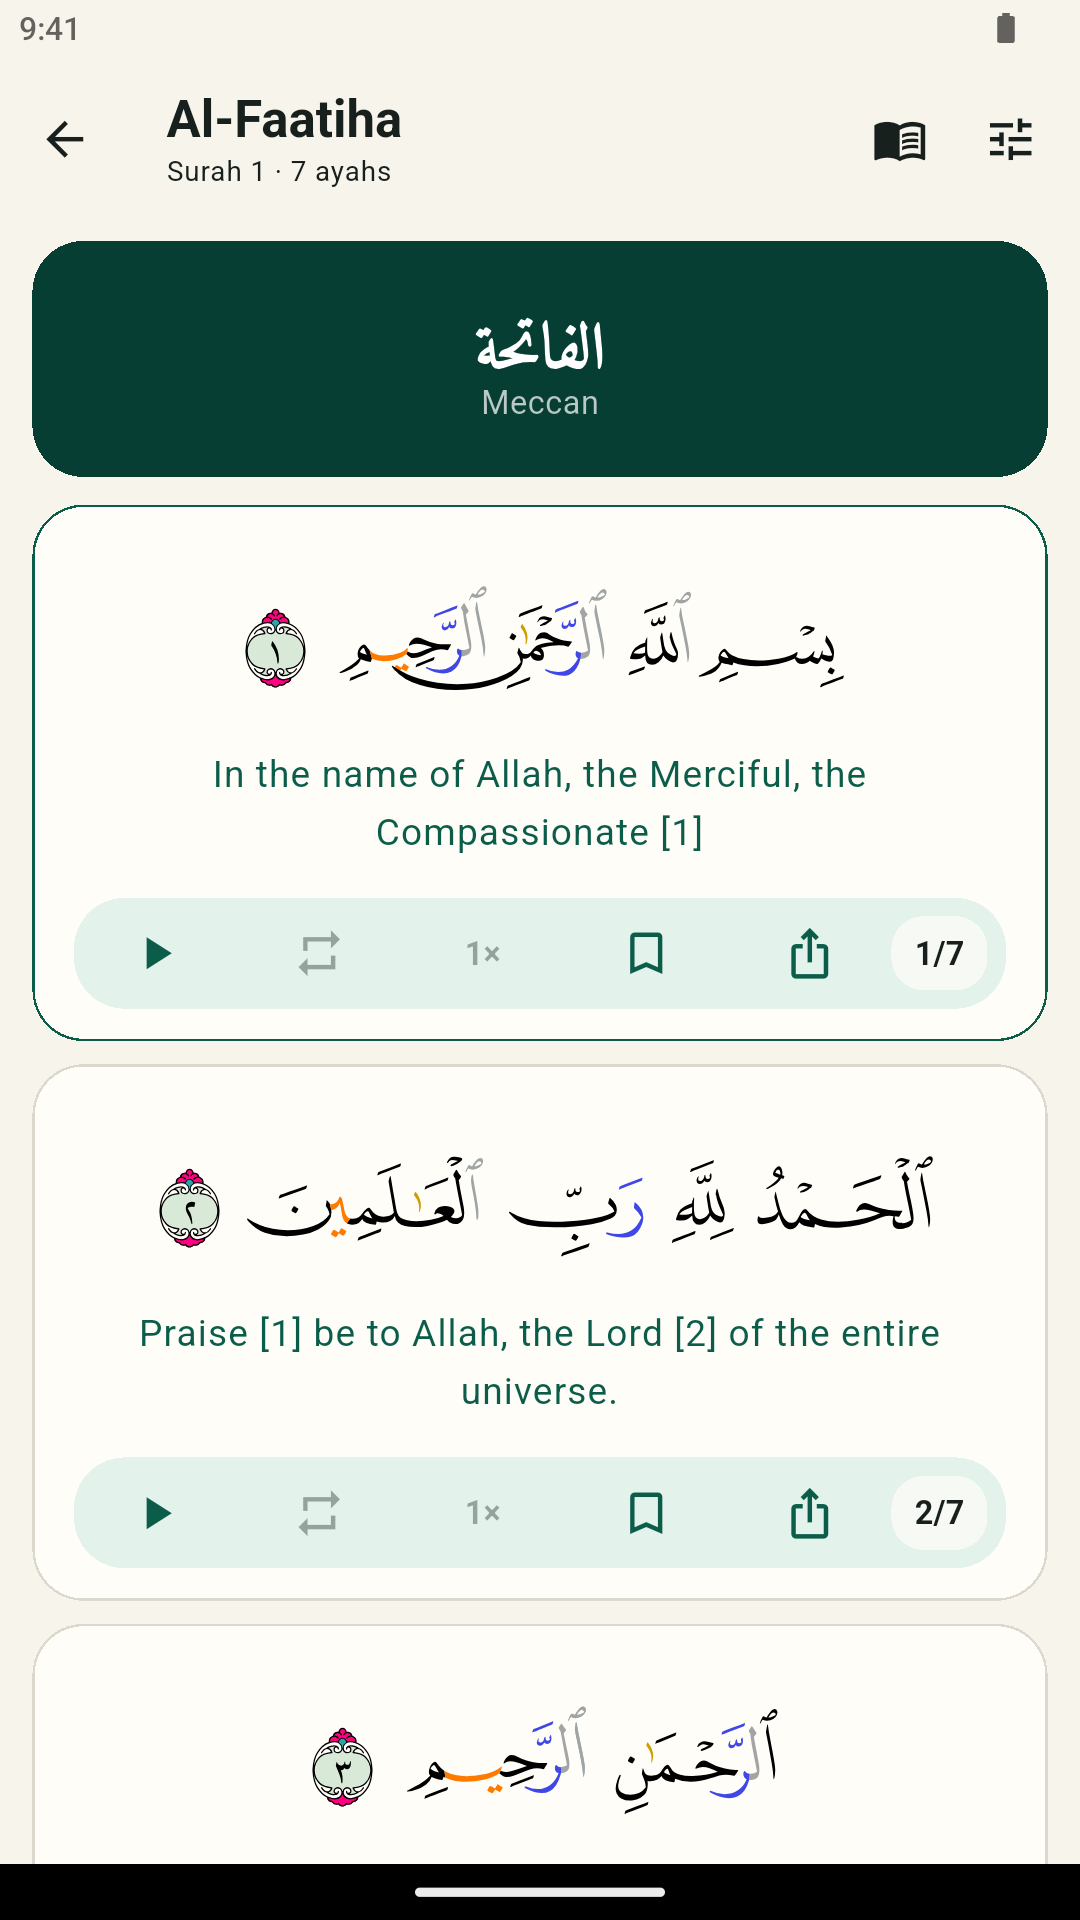 9:41
Al-Faatiha
Surah 1 · 7 ayahs
الفاتحة
Meccan
بِسْمِ ٱللَّهِ ٱلرَّحْمَٰنِ ٱلرَّحِيمِ ١
In the name of Allah, the Merciful, the
Compassionate [1]
1× 1/7
ٱلْحَمْدُ لِلَّهِ رَبِّ ٱلْعَٰلَمِينَ ٢
Praise [1] be to Allah, the Lord [2] of the entire
universe.
1× 2/7
ٱلرَّحْمَٰنِ ٱلرَّحِيمِ ٣